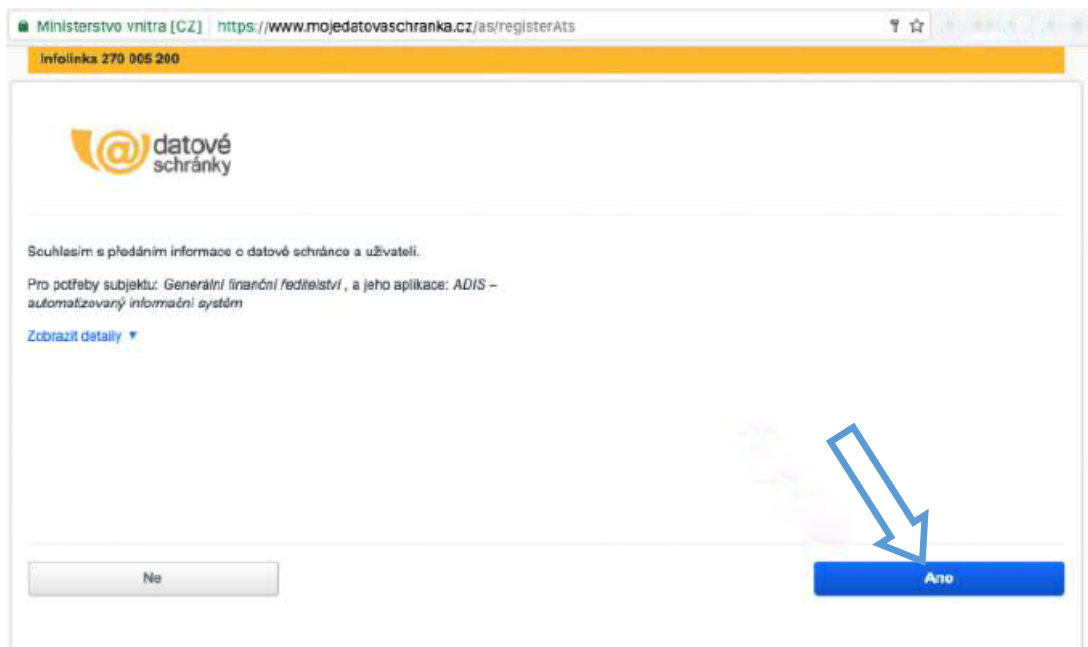 Ministerstvo vnitra [CZ] https://www.mojedatovaschranka.cz/as/registerAts
Infolinka 270 005 200
datové
schránky
Souhlasím s předáním informace o datové schránce a uživateli.
Pro potřeby subjektu: Generální finanční ředitelství , a jeho aplikace: ADIS –
automatizovaný informační systém
Zobrazit detaily
Ne
Ano